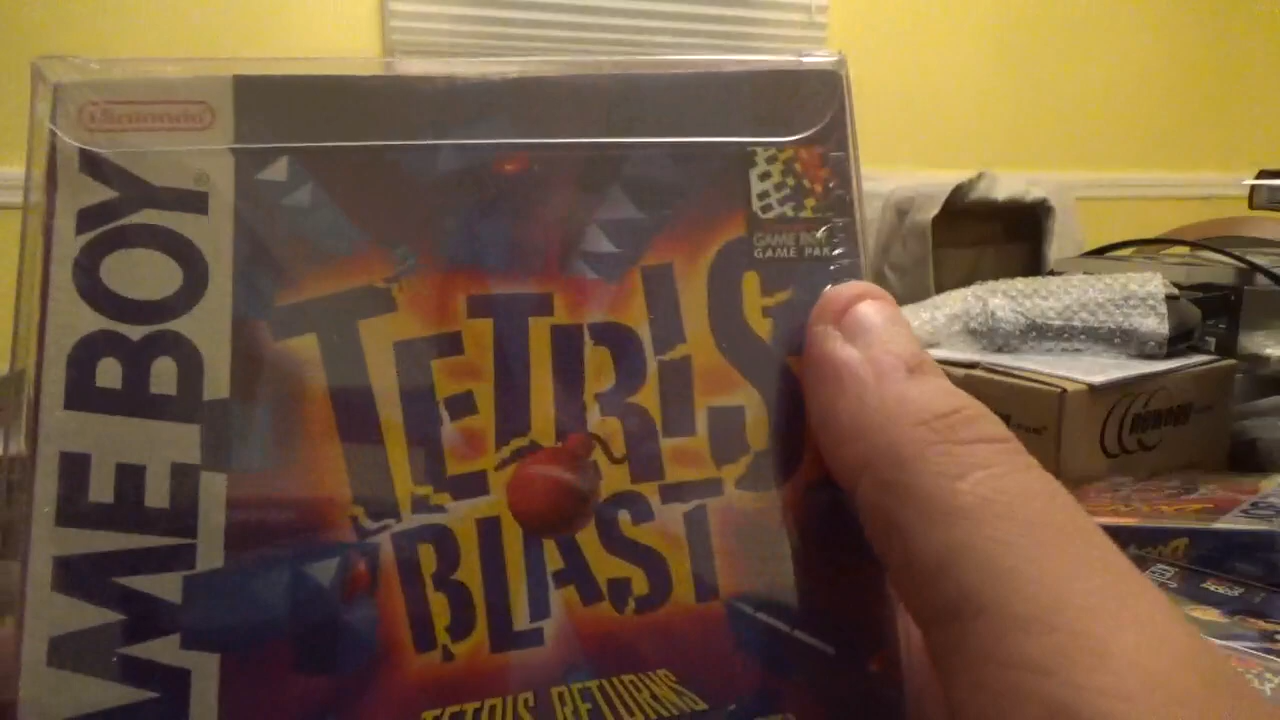 Nintendo
GAME BOY®
GAME BOY
GAME PAK
TETRIS
BLAST
TETRIS RETURNS